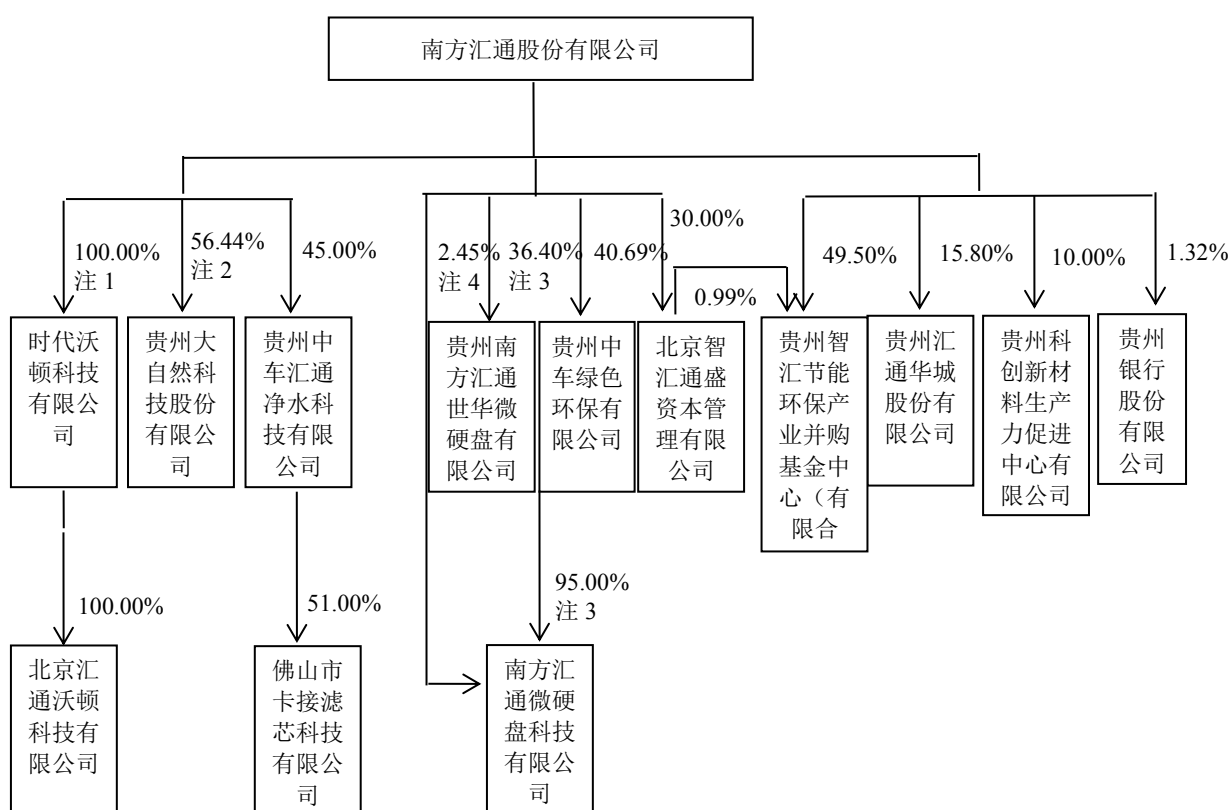 南方汇通股份有限公司
100.00%
注 1
56.44%
注 2
45.00%
2.45%
注 4
36.40%
注 3
40.69%
30.00%
0.99%
49.50%
15.80%
10.00%
1.32%
时代沃
顿科技
有限公
司
贵州大
自然科
技股份
有限公
司
贵州中
车汇通
净水科
技有限
公司
贵州南
方汇通
世华微
硬盘有
限公司
贵州中
车绿色
环保有
限公司
北京智
汇通盛
资本管
理有限
公司
贵州智
汇节能
环保产
业并购
基金中
心（有
限合
贵州汇
通华城
股份有
限公司
贵州科
创新材
料生产
力促进
中心有
限公司
贵州
银行
股份
有限
公司
100.00%
51.00%
95.00%
注 3
北京汇
通沃顿
科技有
限公司
佛山市
卡接滤
芯科技
有限公
司
南方汇
通微硬
盘科技
有限公
司